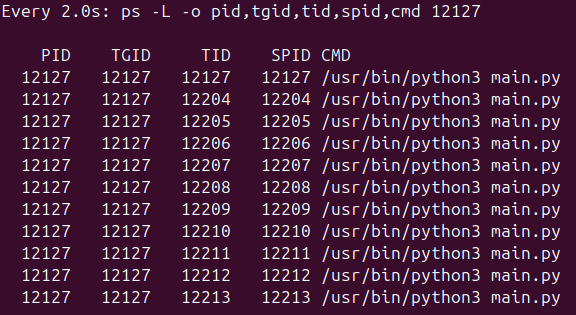 Every 2.0s: ps -L -o pid,tgid,tid,spid,cmd 12127
PID TGID TID SPID CMD
12127 12127 12127 12127 /usr/bin/python3 main.py
12127 12127 12204 12204 /usr/bin/python3 main.py
12127 12127 12205 12205 /usr/bin/python3 main.py
12127 12127 12206 12206 /usr/bin/python3 main.py
12127 12127 12207 12207 /usr/bin/python3 main.py
12127 12127 12208 12208 /usr/bin/python3 main.py
12127 12127 12209 12209 /usr/bin/python3 main.py
12127 12127 12210 12210 /usr/bin/python3 main.py
12127 12127 12211 12211 /usr/bin/python3 main.py
12127 12127 12212 12212 /usr/bin/python3 main.py
12127 12127 12213 12213 /usr/bin/python3 main.py